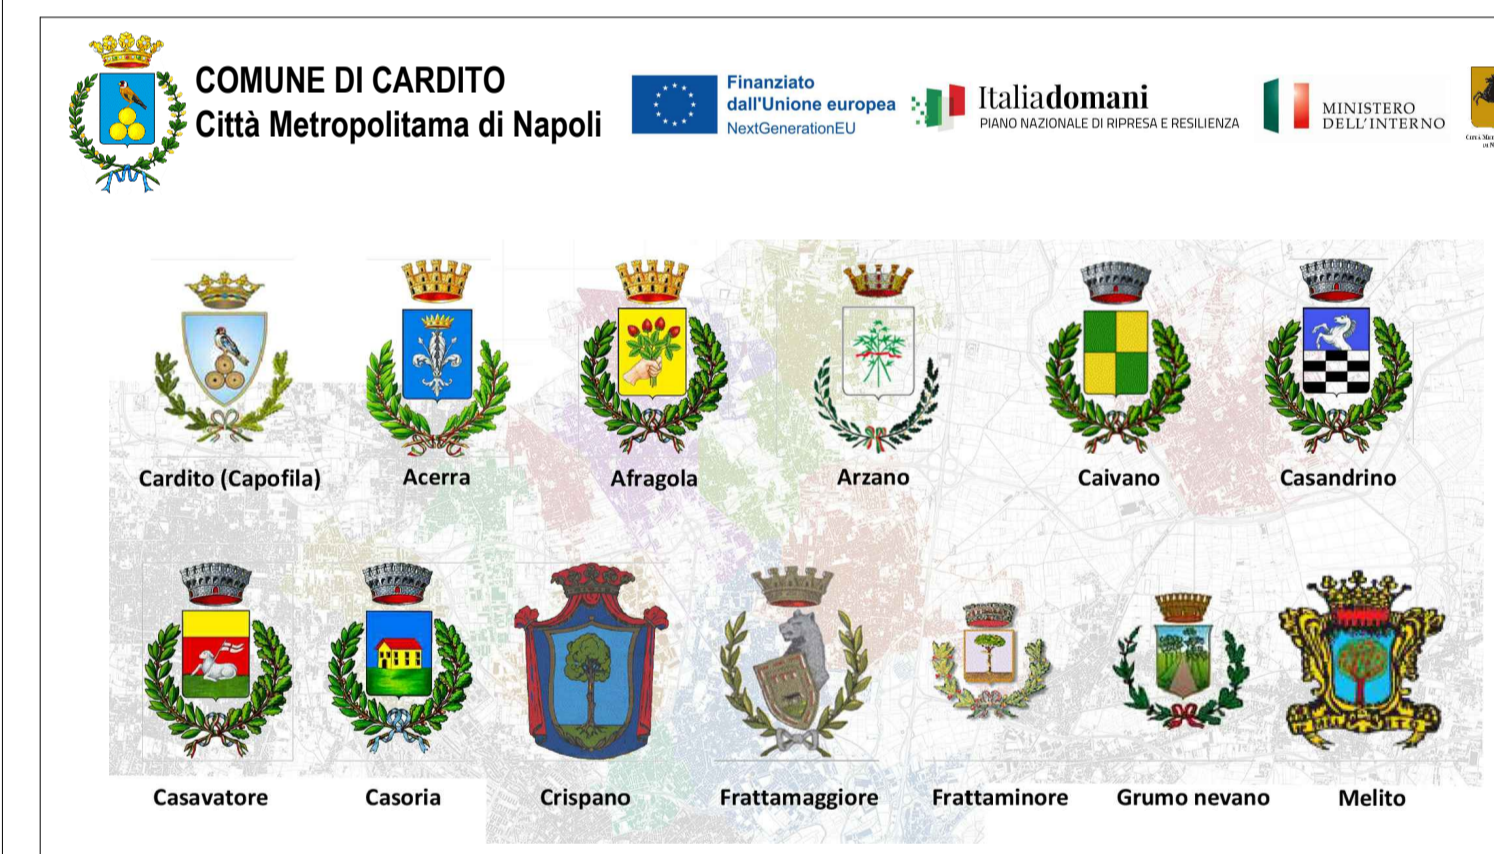 COMUNE DI CARDITO
Città Metropolitama di Napoli
Finanziato
dall'Unione europea
NextGenerationEU
Italiadomani
PIANO NAZIONALE DI RIPRESA E RESILIENZA
MINISTERO
DELL'INTERNO
Cardito (Capofila)
Acerra
Afragola
Arzano
Caivano
Casandrino
Casavatore
Casoria
Crispano
Frattamaggiore
Frattaminore
Grumo nevano
Melito